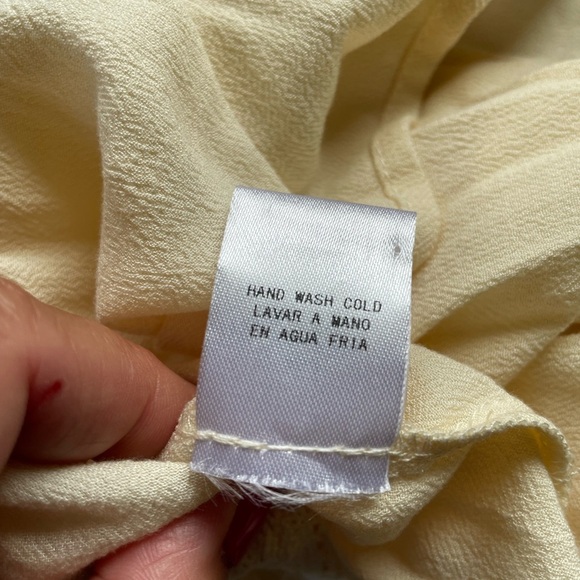 HAND WASH COLD
LAVAR A MANO
EN AGUA FRIA